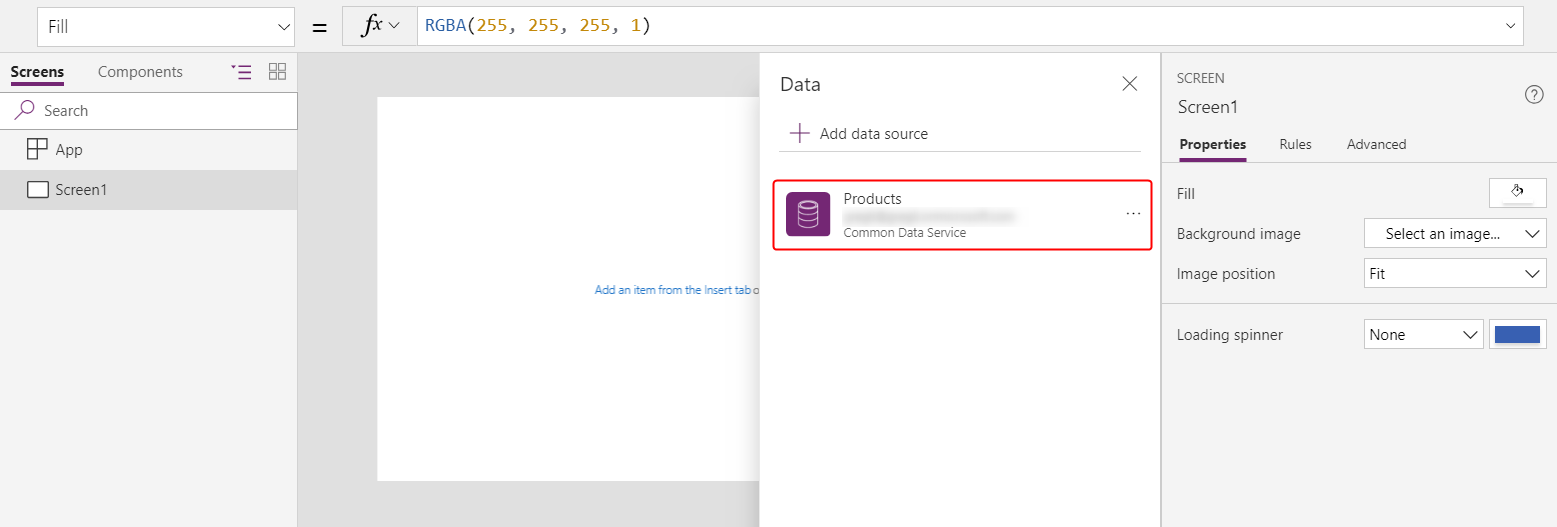 Fill
=
fx
RGBA(255, 255, 255, 1)
Screens
Components
Search
App
Screen1
Add an item from the Insert tab o
Data
Add data source
Products
Common Data Service
...
SCREEN
Screen1
?
Properties
Rules
Advanced
Fill
Background image
Select an image...
Image position
Fit
Loading spinner
None